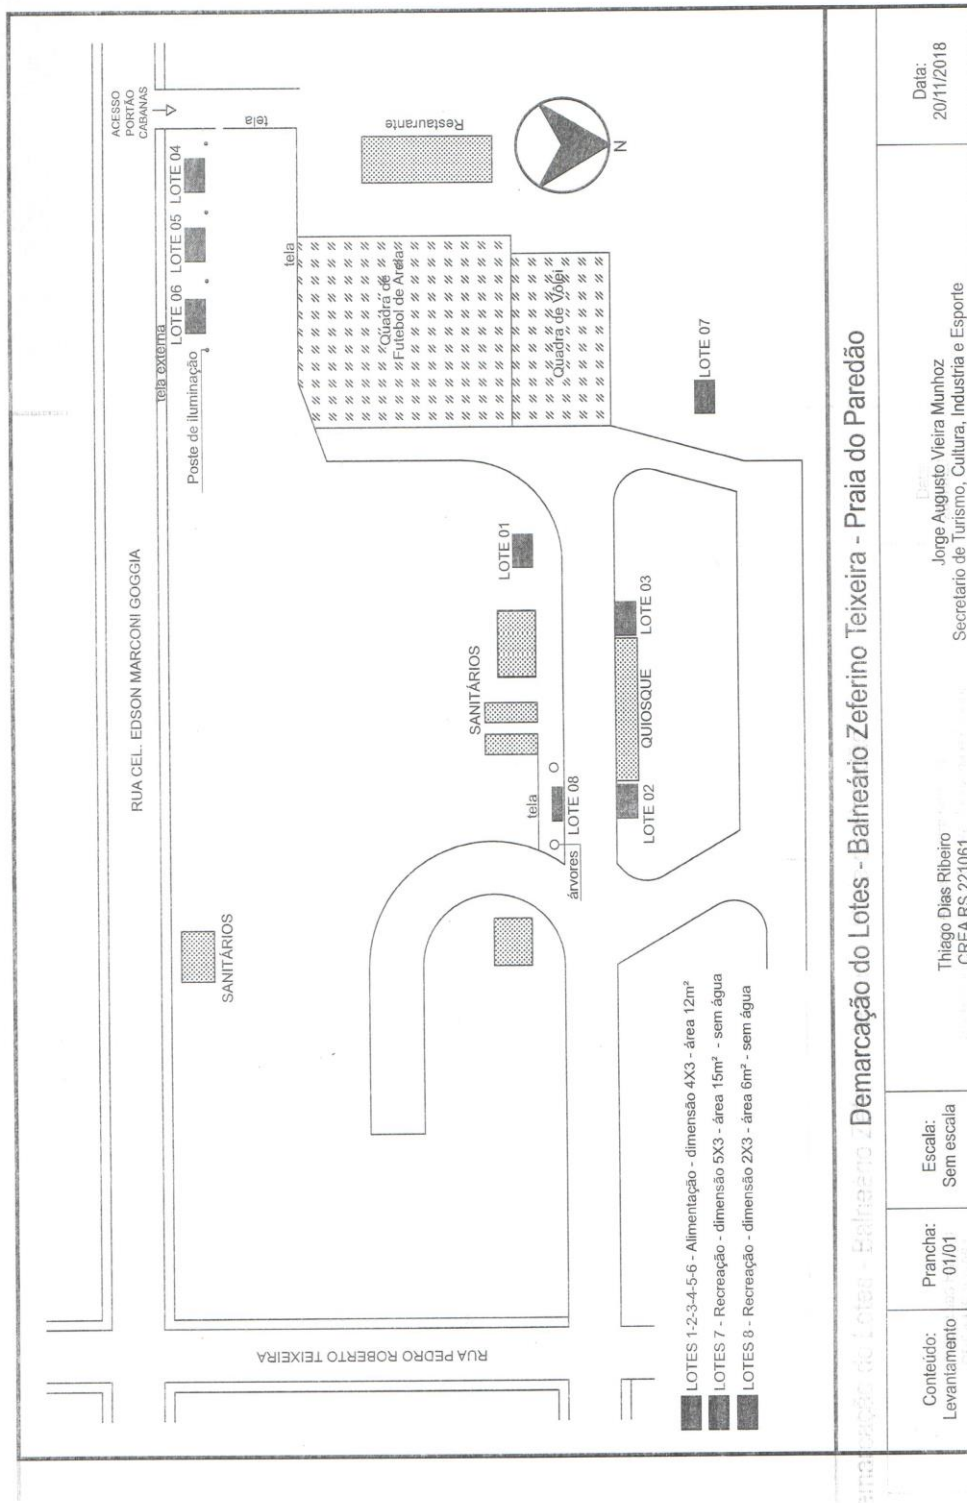 ACESSO
PORTÃO
CABANAS
RUA CEL. EDSON MARCONI GOGGIA
tela externa
LOTE 06
LOTE 05
LOTE 04
Poste de iluminação
tela
tela
Restaurante
N
Quadra de
Futebol de Areia
Quadra de Vôlei
LOTE 07
SANITÁRIOS
SANITÁRIOS
LOTE 01
tela
LOTE 08
árvores
LOTE 02
QUIOSQUE
LOTE 03
RUA PEDRO ROBERTO TEIXEIRA
LOTES 1-2-3-4-5-6 - Alimentação - dimensão 4X3 - área 12m²
LOTES 7 - Recreação - dimensão 5X3 - área 15m² - sem água
LOTES 8 - Recreação - dimensão 2X3 - área 6m² - sem água
Demarcação do Lotes - Balneário Zeferino Teixeira - Praia do Paredão
Conteúdo:
Levantamento
Prancha:
01/01
Escala:
Sem escala
Thiago Dias Ribeiro
CREA RS 221061
Jorge Augusto Vieira Munhoz
Secretario de Turismo, Cultura, Industria e Esporte
Data:
20/11/2018